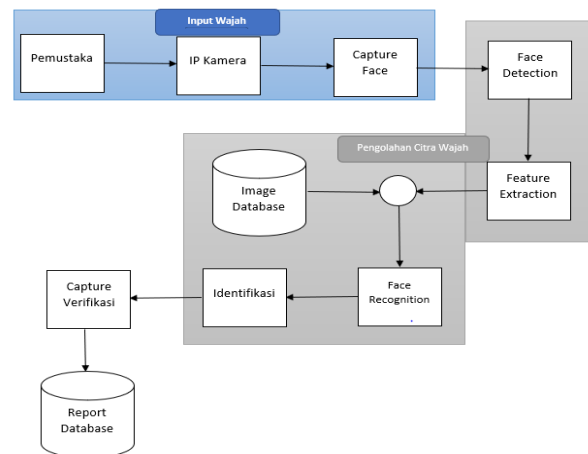 Input Wajah
Pemustaka
IP Kamera
Capture
Face
Face
Detection
Pengolahan Citra Wajah
Image
Database
Feature
Extraction
Capture
Verifikasi
Identifikasi
Face
Recognition
Report
Database